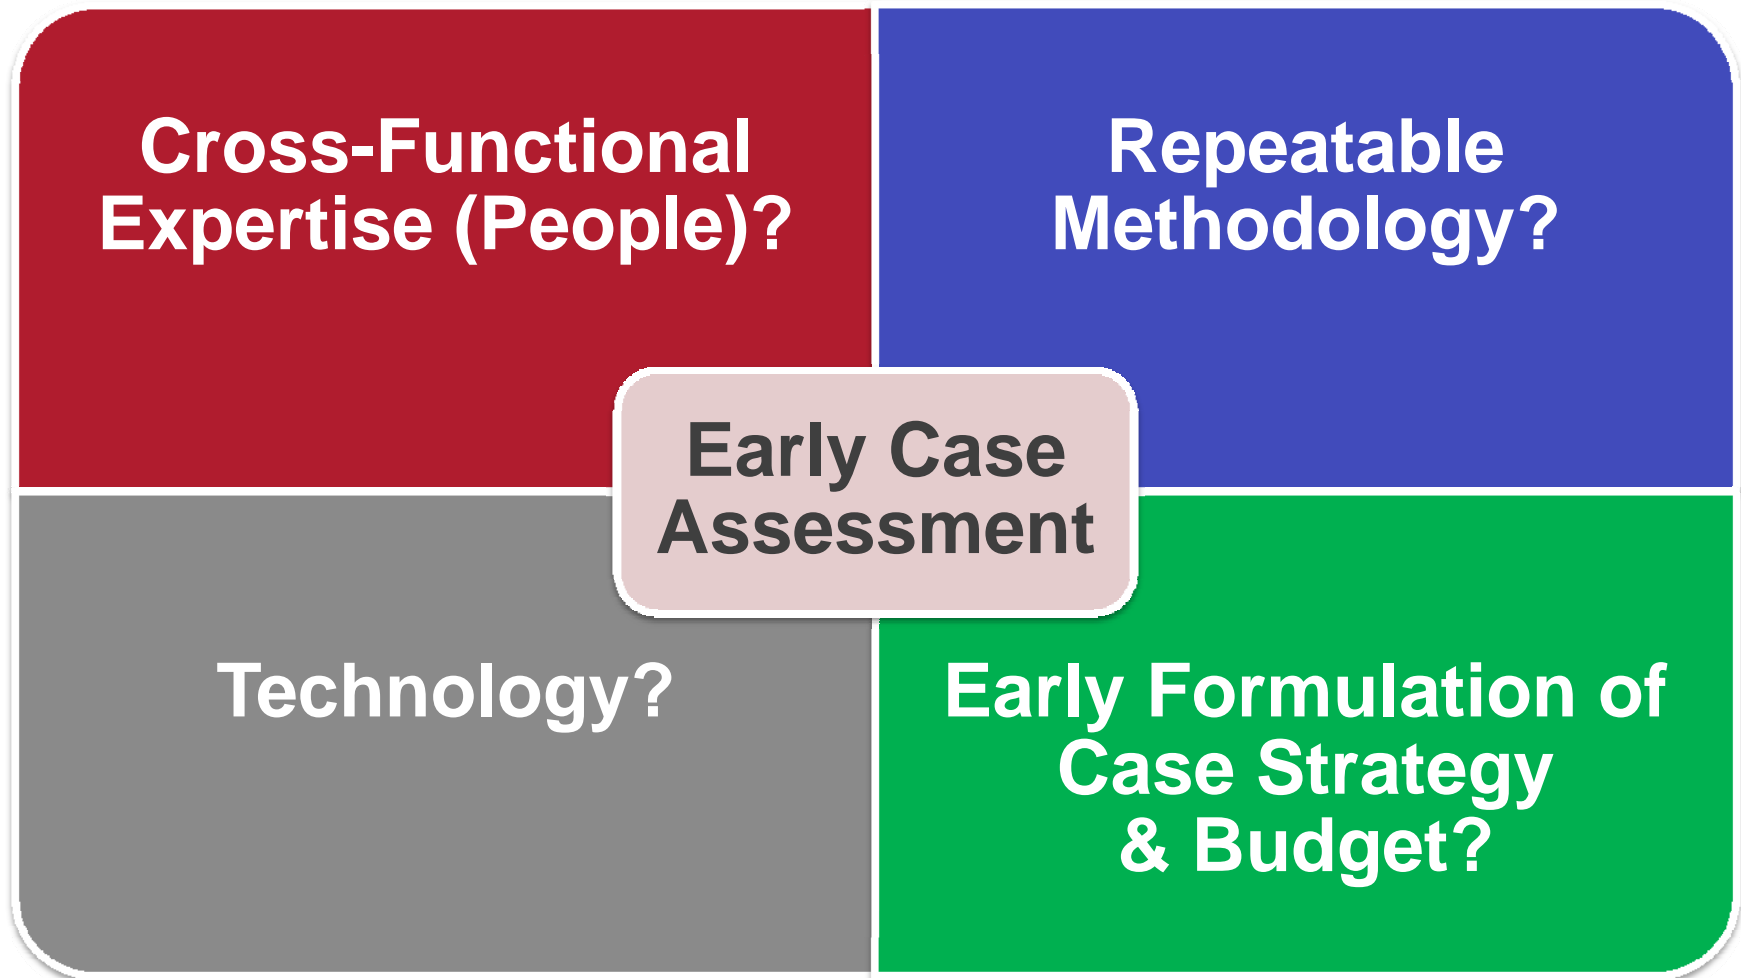 Cross-Functional
Expertise (People)?
Repeatable
Methodology?
Early Case
Assessment
Technology?
Early Formulation of
Case Strategy
& Budget?